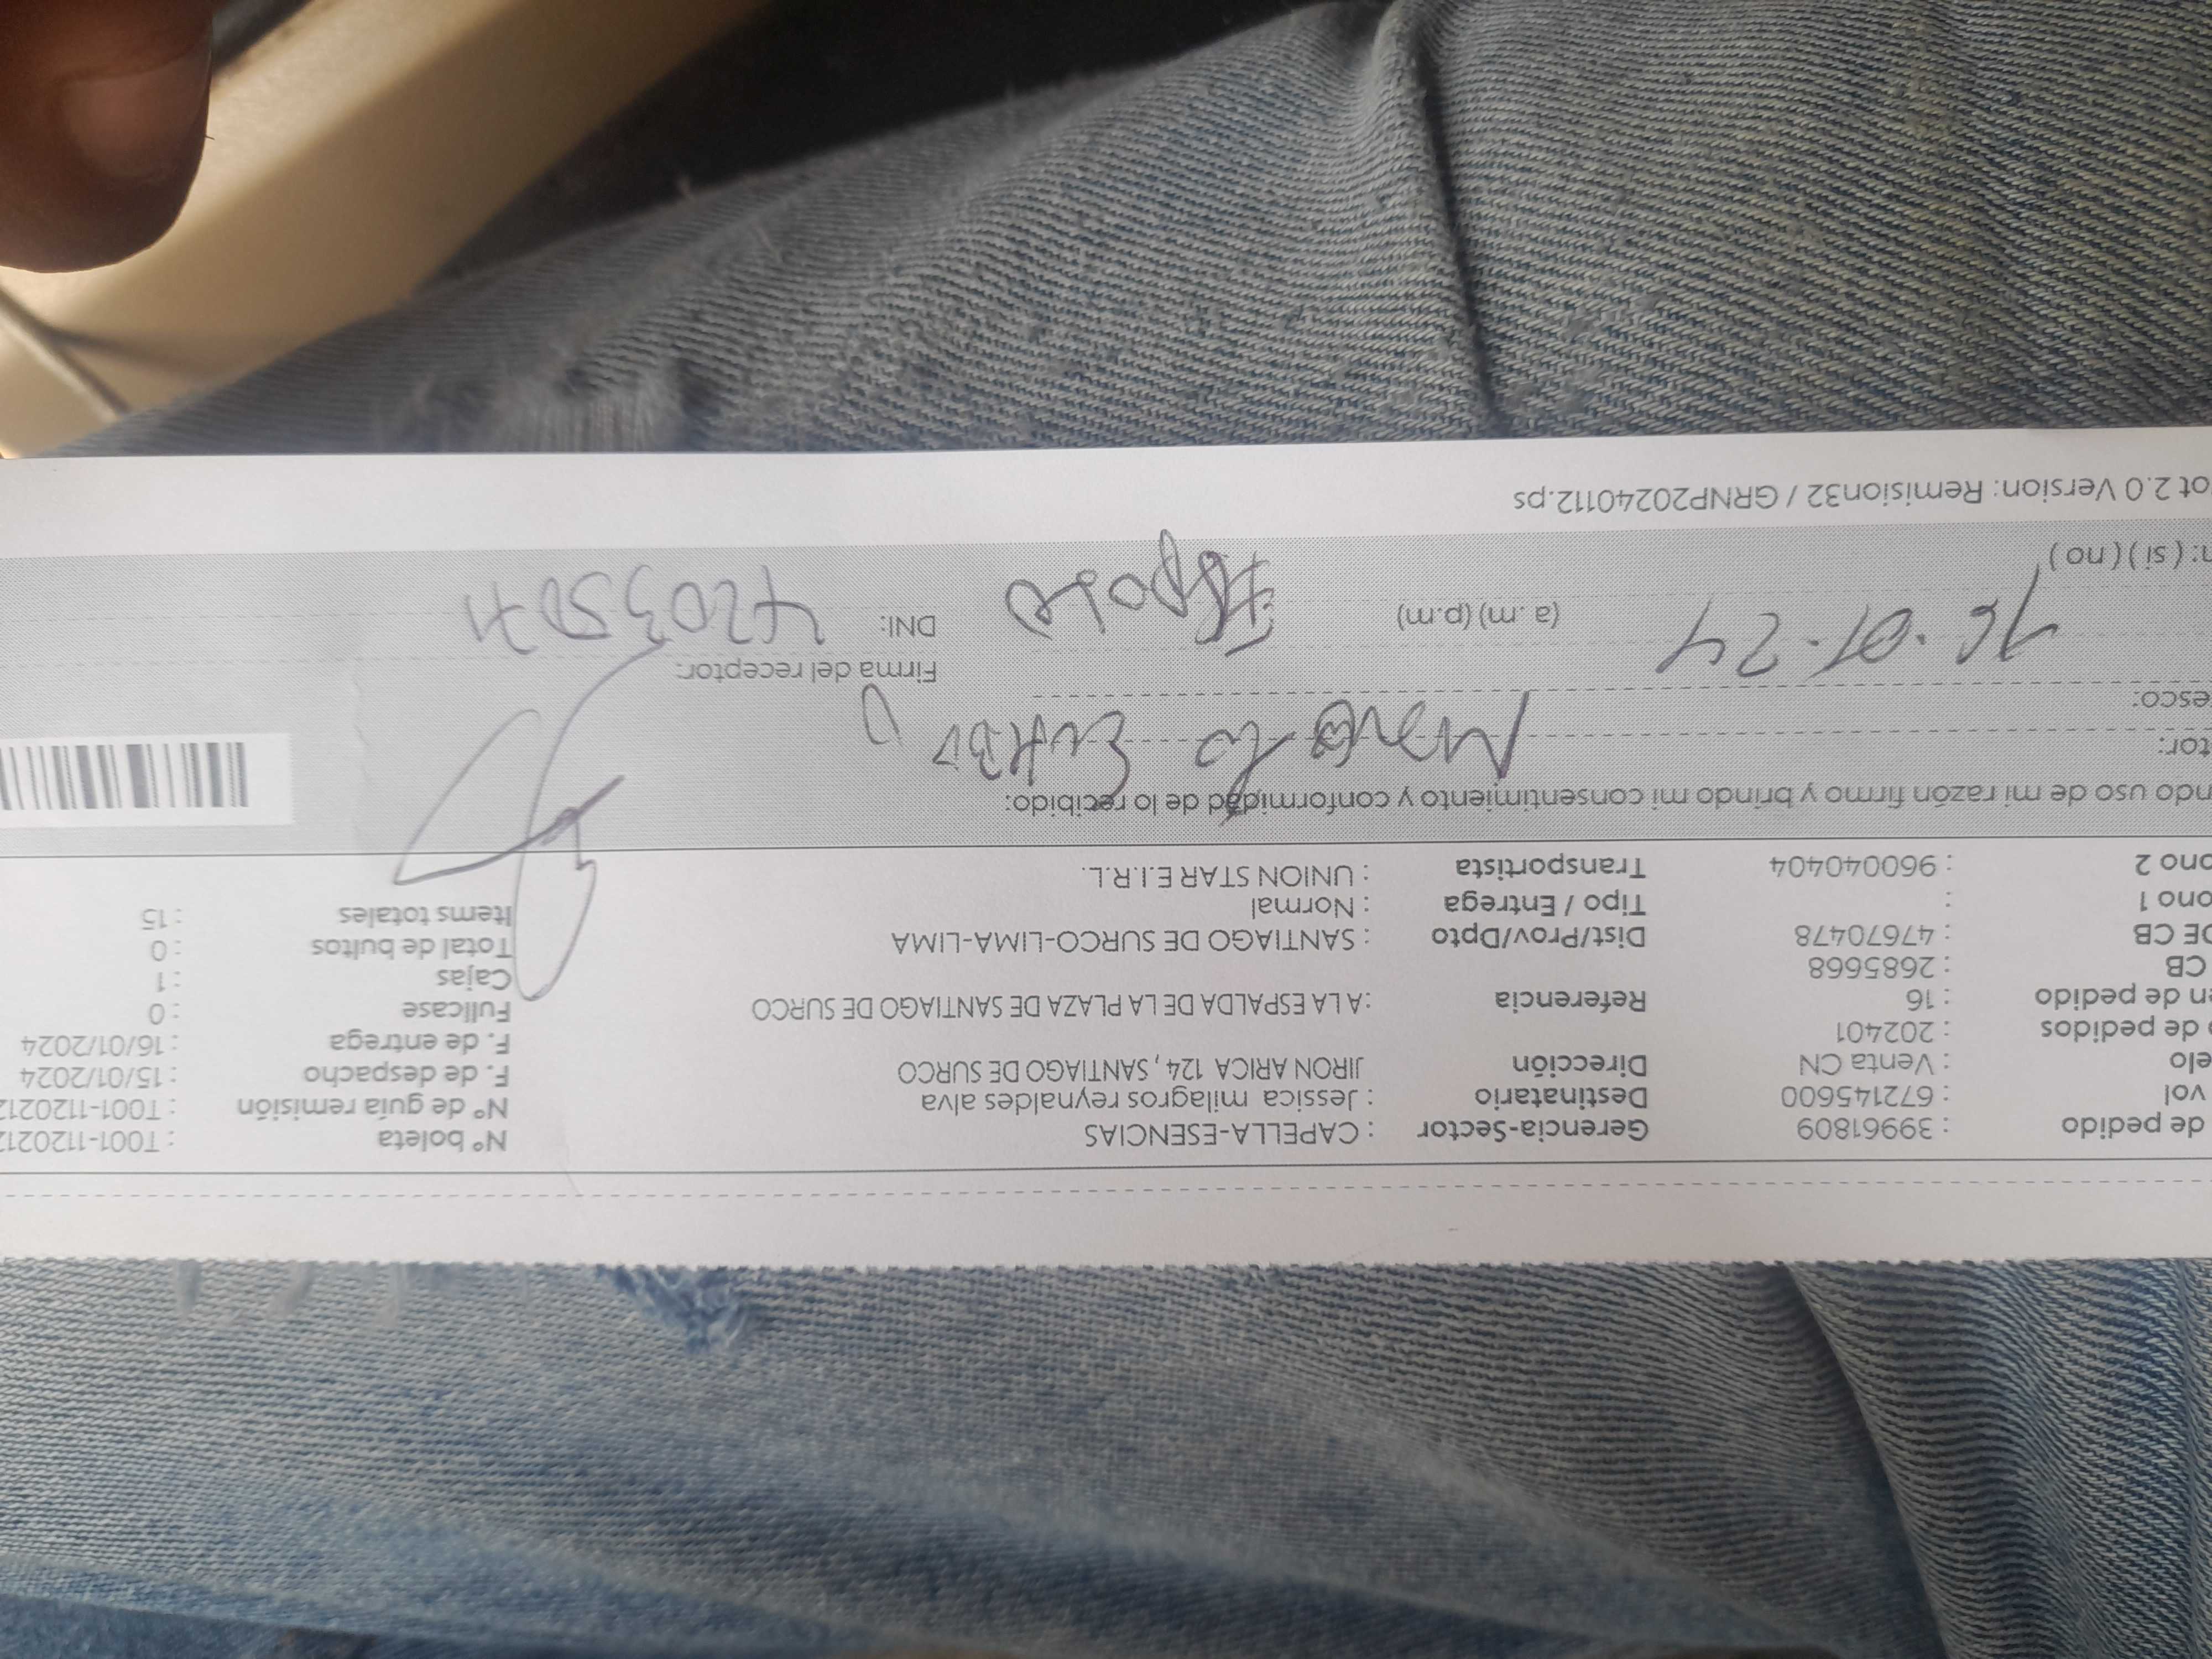 de pedido : 39961809 Gerencia-Sector : CAPELLA-ESENCIAS N° boleta : T001-112021
vol : 672145600 Destinatario : Jessica milagros reynaldes alva N° de guía remisión : T001-112021
elo : Venta CN Dirección JIRON ARICA 124 , SANTIAGO DE SURCO F. de despacho : 15/01/2024
de pedidos : 202401 F. de entrega : 16/01/2024
n de pedido : 16 Referencia : A LA ESPALDA DE LA PLAZA DE SANTIAGO DE SURCO Fullcase : 0
CB : 2685668 Cajas : 1
DE CB : 47670478 Dist/Prov/Dpto : SANTIAGO DE SURCO-LIMA-LIMA Total de bultos : 0
ono 1 : Tipo / Entrega : Normal Items totales : 15
ono 2 : 960040404 Transportista : UNION STAR E.I.R.L.
ndo uso de mi razón firmo y brindo mi consentimiento y conformidad de lo recibido:
tor:
esco: Firma del receptor:
16.01.24 (a.m) (p.m) Esposo DNI:
n: ( si ) ( no )
ot 2.0 Version: Remision32 / GRNP20240112.ps